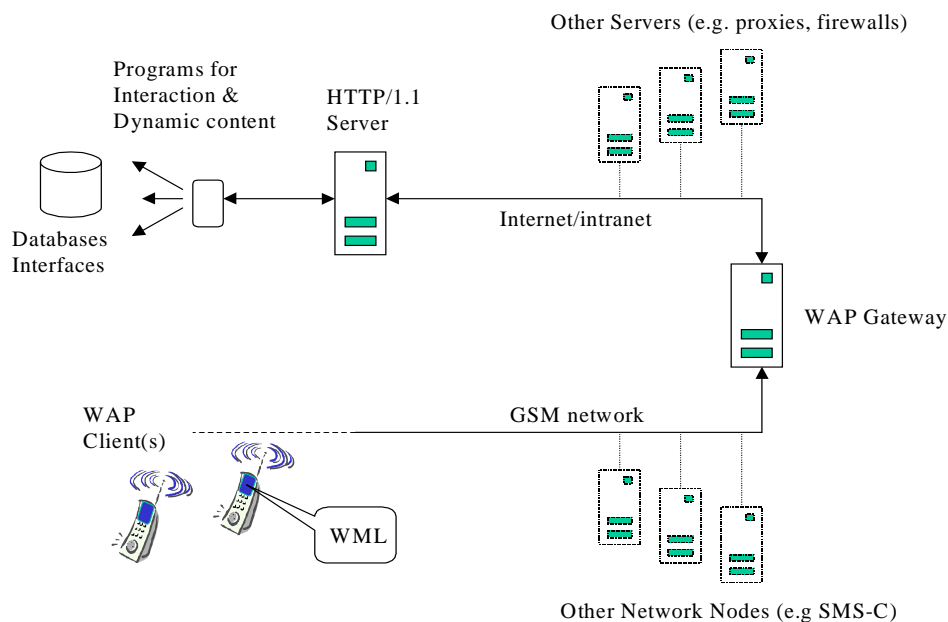 Other Servers (e.g. proxies, firewalls)
Programs for
Interaction &
Dynamic content
HTTP/1.1
Server
Internet/intranet
Databases
Interfaces
WAP Gateway
GSM network
WAP
Client(s)
WML
Other Network Nodes (e.g SMS-C)